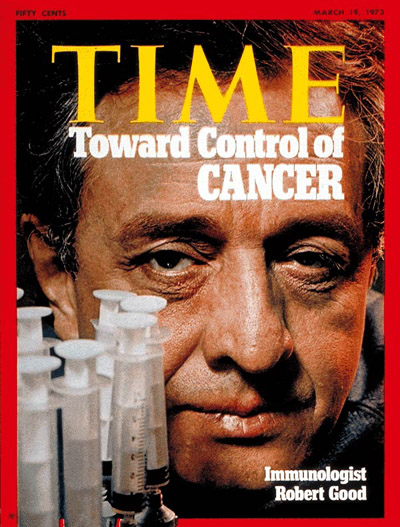 FIFTY CENTS
MARCH 19, 1973
TIME
Toward Control of
CANCER
Immunologist
Robert Good